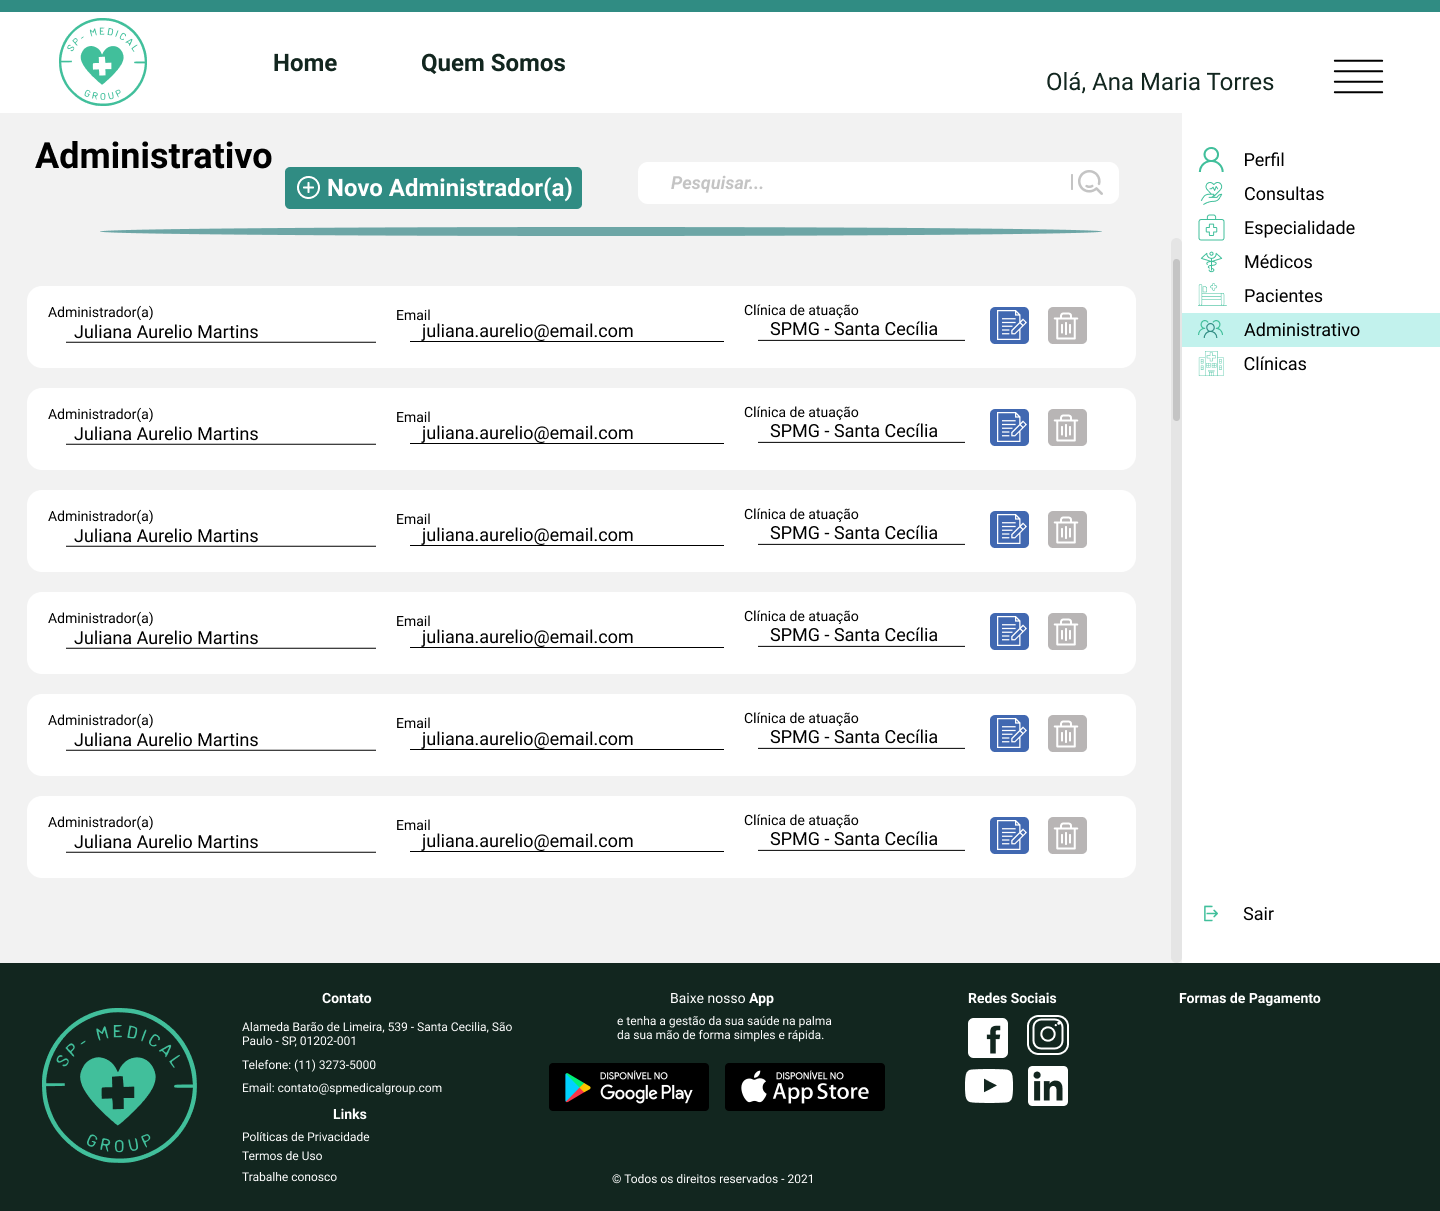 SP- MEDICAL
GROUP
Home
Quem Somos
Olá, Ana Maria Torres
Administrativo
Novo Administrador(a)
Pesquisar...
Perfil
Consultas
Especialidade
Médicos
Pacientes
Administrativo
Clínicas
Sair
Administrador(a)
Juliana Aurelio Martins
Email
juliana.aurelio@email.com
Clínica de atuação
SPMG - Santa Cecília
Administrador(a)
Juliana Aurelio Martins
Email
juliana.aurelio@email.com
Clínica de atuação
SPMG - Santa Cecília
Administrador(a)
Juliana Aurelio Martins
Email
juliana.aurelio@email.com
Clínica de atuação
SPMG - Santa Cecília
Administrador(a)
Juliana Aurelio Martins
Email
juliana.aurelio@email.com
Clínica de atuação
SPMG - Santa Cecília
Administrador(a)
Juliana Aurelio Martins
Email
juliana.aurelio@email.com
Clínica de atuação
SPMG - Santa Cecília
Administrador(a)
Juliana Aurelio Martins
Email
juliana.aurelio@email.com
Clínica de atuação
SPMG - Santa Cecília
SP- MEDICAL
GROUP
Contato
Alameda Barão de Limeira, 539 - Santa Cecilia, São
Paulo - SP, 01202-001
Telefone: (11) 3273-5000
Email: contato@spmedicalgroup.com
Links
Políticas de Privacidade
Termos de Uso
Trabalhe conosco
Baixe nosso App
e tenha a gestão da sua saúde na palma
da sua mão de forma simples e rápida.
DISPONÍVEL NO
Google Play
DISPONÍVEL NO
App Store
© Todos os direitos reservados - 2021
Redes Sociais
Formas de Pagamento